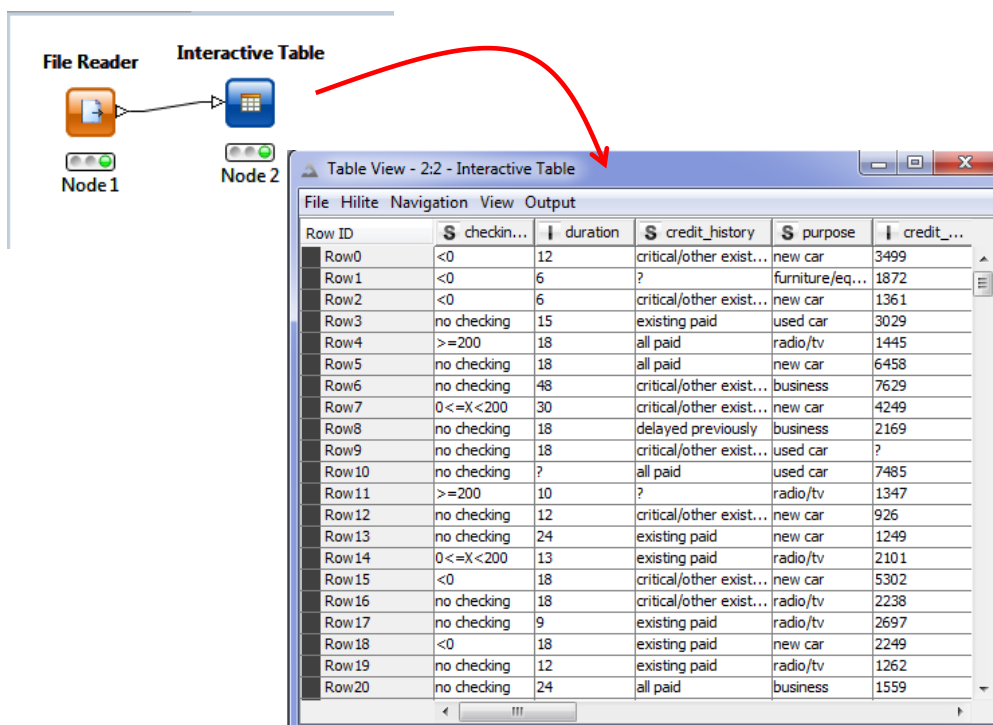 File Reader
Interactive Table
Node 1
Node 2
Table View - 2:2 - Interactive Table
File Hilite Navigation View Output
Row ID S checkin... I duration S credit_history S purpose I credit_...
Row0 <0 12 critical/other exist... new car 3499
Row1 <0 6 ? furniture/eq... 1872
Row2 <0 6 critical/other exist... new car 1361
Row3 no checking 15 existing paid used car 3029
Row4 >=200 18 all paid radio/tv 1445
Row5 no checking 18 all paid new car 6458
Row6 no checking 48 critical/other exist... business 7629
Row7 0<=X<200 30 critical/other exist... new car 4249
Row8 no checking 18 delayed previously business 2169
Row9 no checking 18 critical/other exist... used car ?
Row10 no checking ? all paid used car 7485
Row11 >=200 10 ? radio/tv 1347
Row12 no checking 12 critical/other exist... new car 926
Row13 no checking 24 existing paid new car 1249
Row14 0<=X<200 13 existing paid radio/tv 2101
Row15 <0 18 critical/other exist... new car 5302
Row16 no checking 18 critical/other exist... radio/tv 2238
Row17 no checking 9 existing paid radio/tv 2697
Row18 <0 18 existing paid new car 2249
Row19 no checking 12 existing paid radio/tv 1262
Row20 no checking 24 all paid business 1559